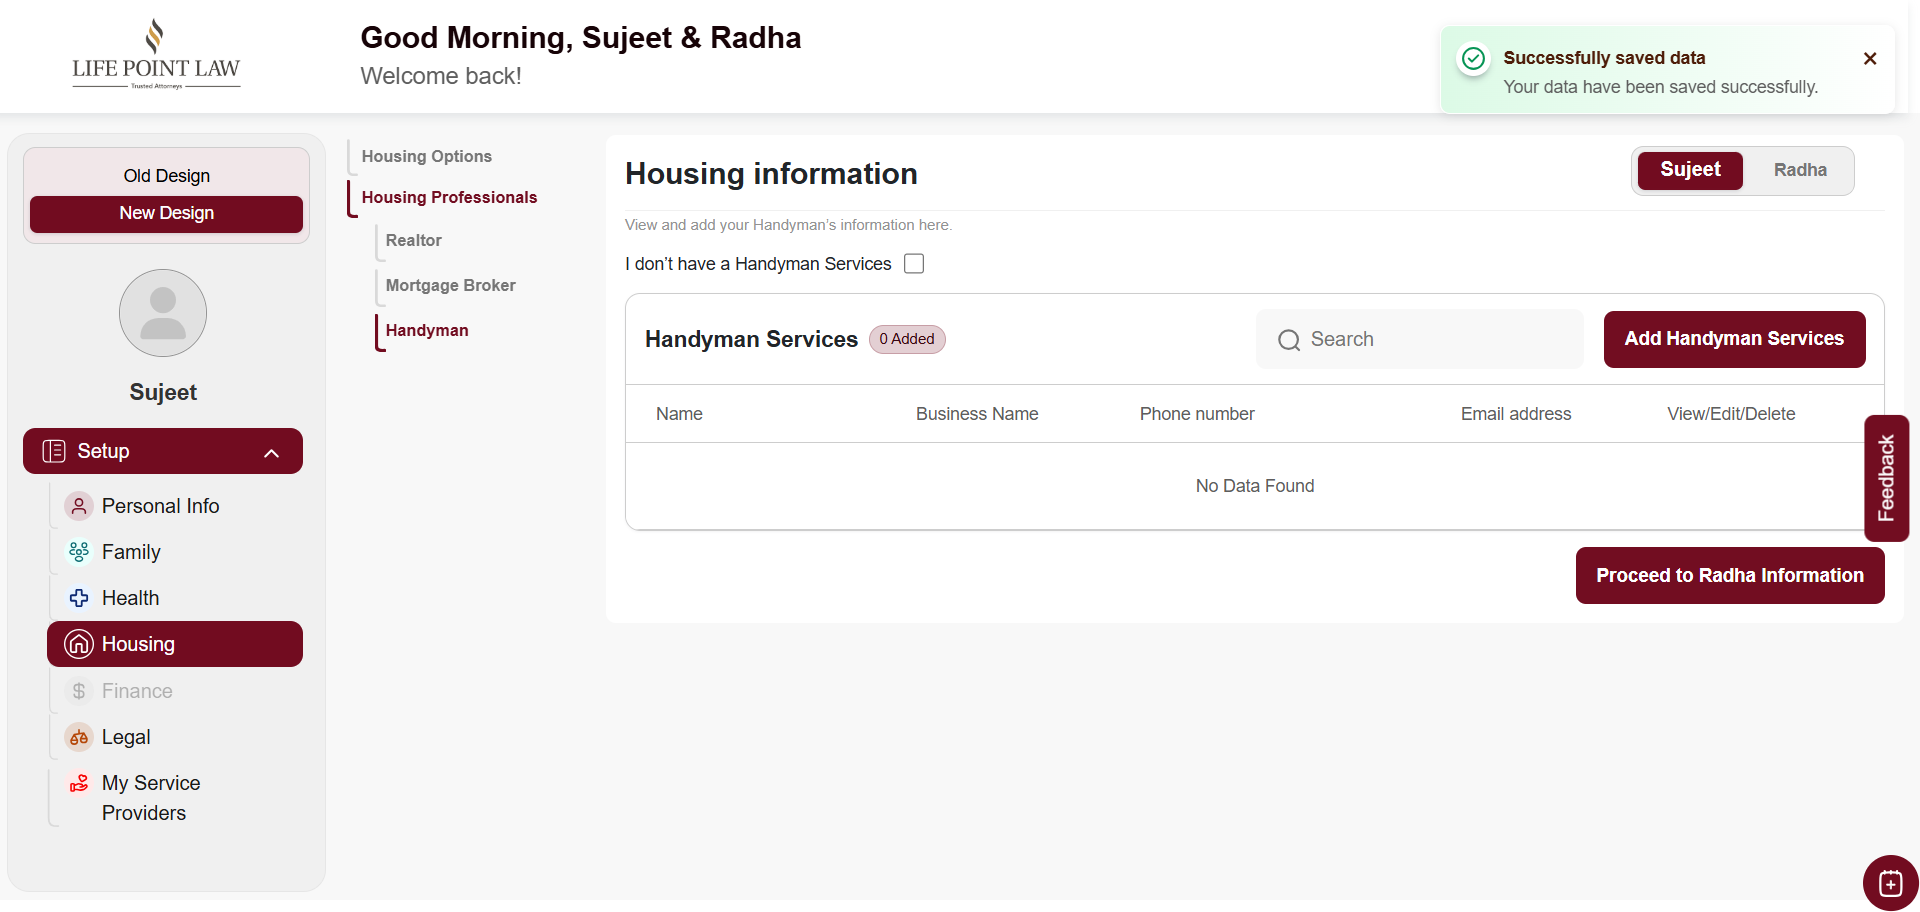 LIFE POINT LAW
Trusted Attorneys
Good Morning, Sujeet & Radha
Welcome back!
Successfully saved data
Your data have been saved successfully.
Old Design
New Design
Sujeet
Setup
Personal Info
Family
Health
Housing
Finance
Legal
My Service
Providers
Housing Options
Housing Professionals
Realtor
Mortgage Broker
Handyman
Housing information
Sujeet
Radha
View and add your Handyman's information here.
I don't have a Handyman Services
Handyman Services
0 Added
Search
Add Handyman Services
Name
Business Name
Phone number
Email address
View/Edit/Delete
No Data Found
Proceed to Radha Information
Feedback